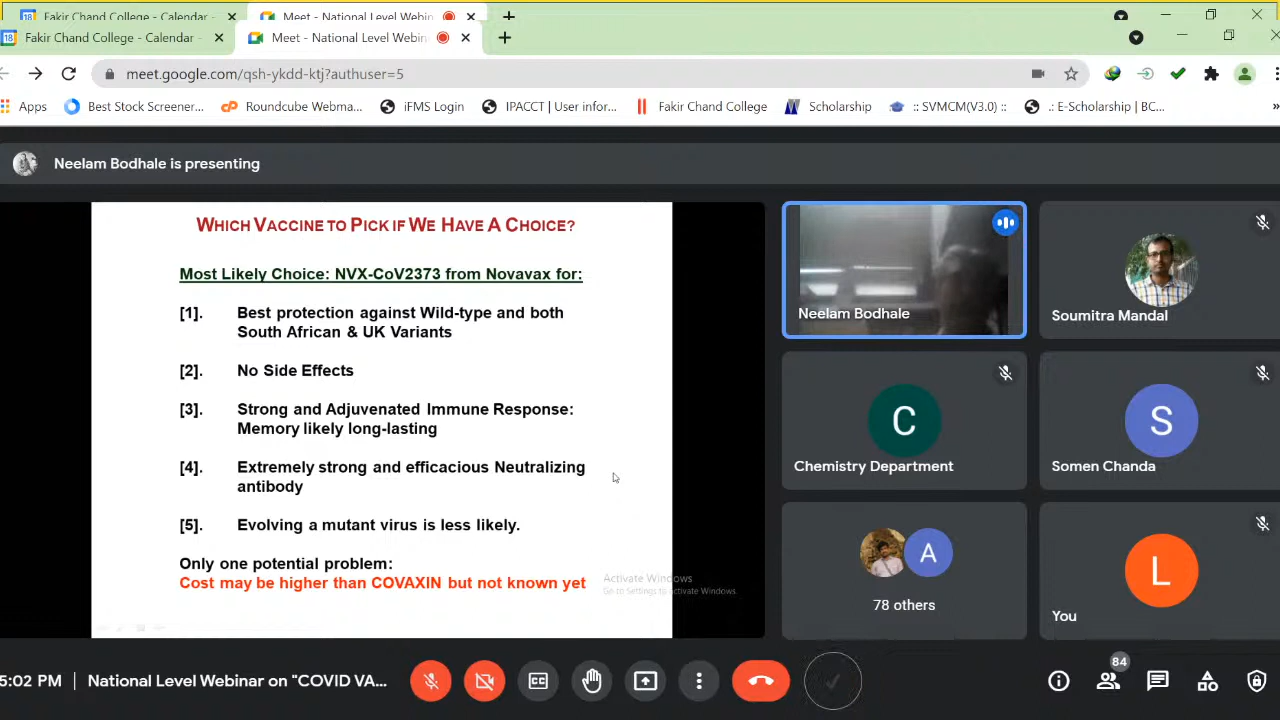 Fakir Chand College - Calendar
Meet - National Level Webin
Fakir Chand College - Calendar -
Meet - National Level Webin
meet.google.com/qsh-ykdd-ktj?authuser=5
Apps
Best Stock Screener...
Roundcube Webma...
iFMS Login
IPACCT | User infor...
Fakir Chand College
Scholarship
:: SVMCM(V3.0) ::
.: E-Scholarship | BC...
»
Neelam Bodhale is presenting
WHICH VACCINE TO PICK IF WE HAVE A CHOICE?
Most Likely Choice: NVX-CoV2373 from Novavax for:
[1]. Best protection against Wild-type and both
South African & UK Variants
[2]. No Side Effects
[3]. Strong and Adjuvenated Immune Response:
Memory likely long-lasting
[4]. Extremely strong and efficacious Neutralizing
antibody
[5]. Evolving a mutant virus is less likely.
Only one potential problem:
Cost may be higher than COVAXIN but not known yet
Activate Windows
Go to Settings to activate Windows.
Neelam Bodhale
Soumitra Mandal
C
Chemistry Department
S
Somen Chanda
A
78 others
L
You
5:02 PM | National Level Webinar on "COVID VA...
CC
84